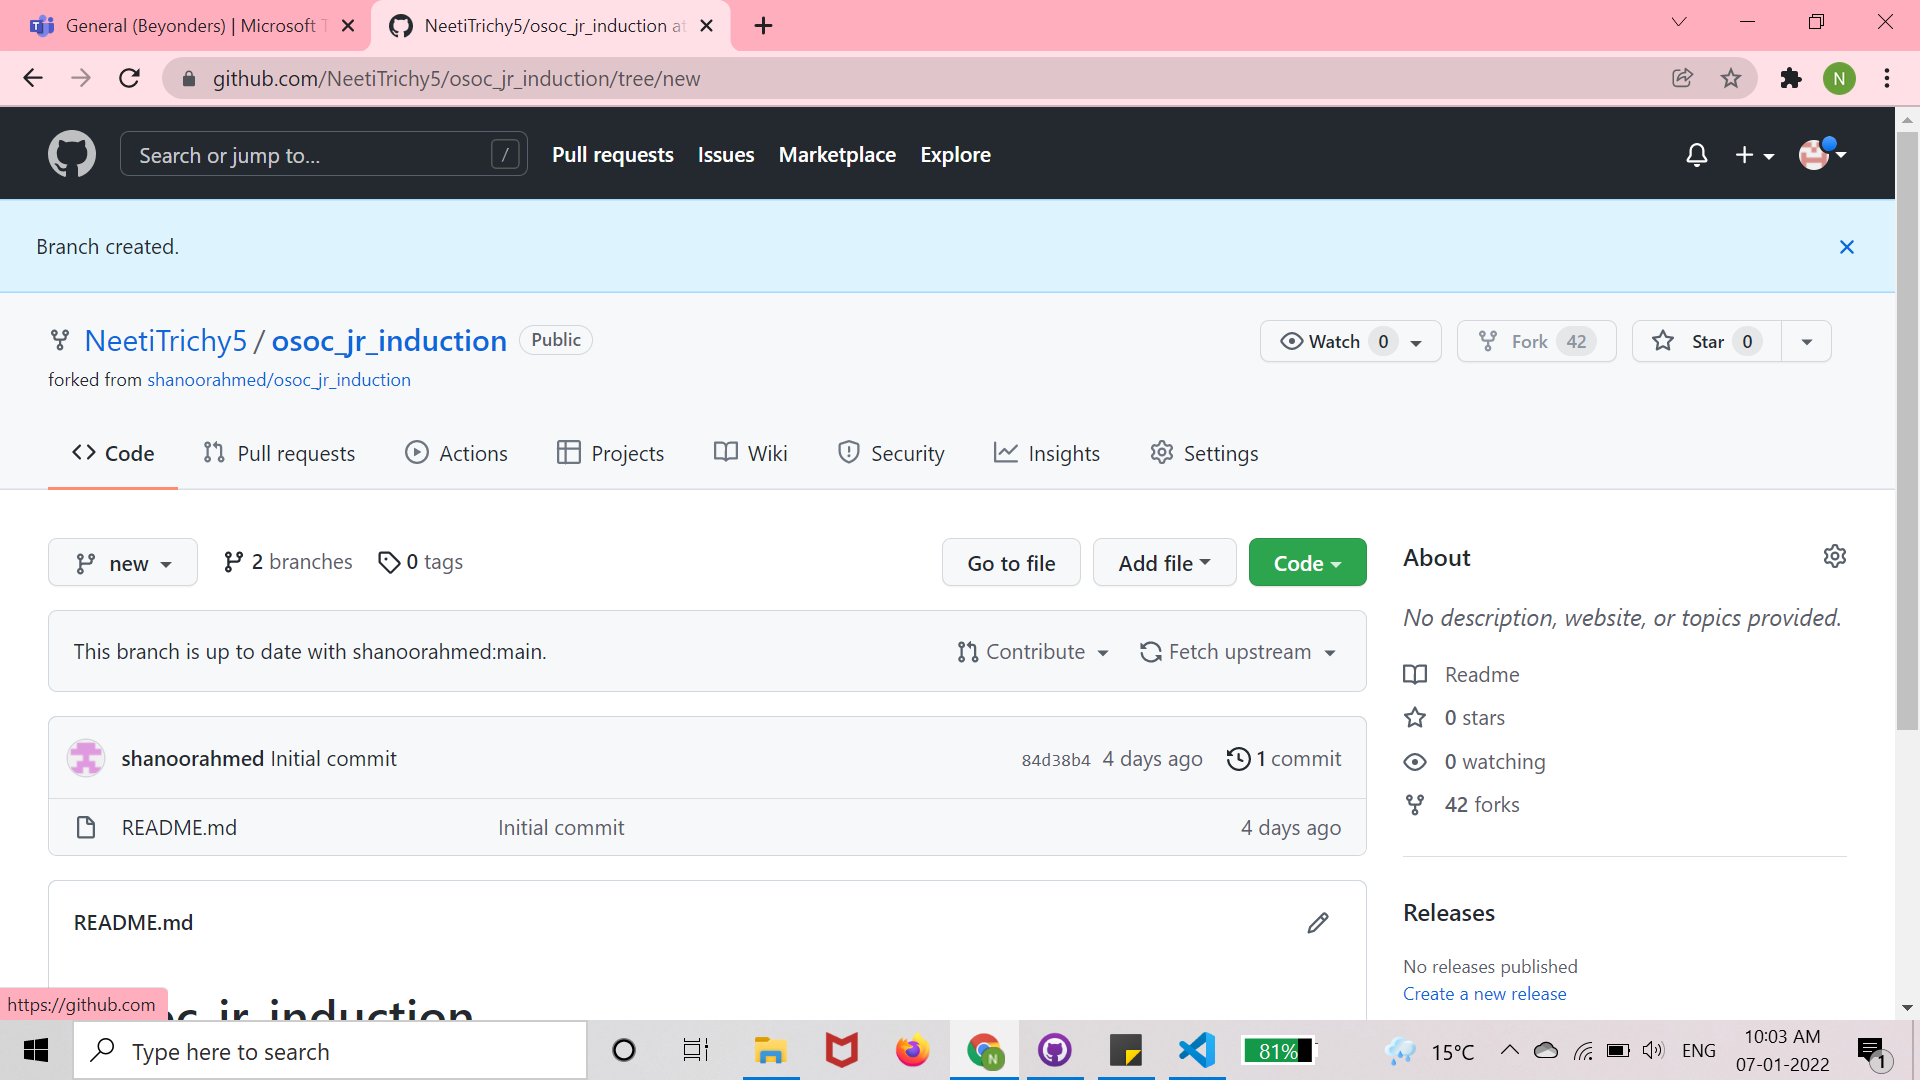 General (Beyonders) | Microsoft T
NeetiTrichy5/osoc_jr_induction at
github.com/NeetiTrichy5/osoc_jr_induction/tree/new
N
Search or jump to...
/
Pull requests
Issues
Marketplace
Explore
Branch created.
NeetiTrichy5 / osoc_jr_induction
Public
Watch 0
Fork 42
Star 0
forked from shanoorahmed/osoc_jr_induction
Code
Pull requests
Actions
Projects
Wiki
Security
Insights
Settings
new
2 branches
0 tags
Go to file
Add file
Code
About
No description, website, or topics provided.
This branch is up to date with shanoorahmed:main.
Contribute
Fetch upstream
Readme
0 stars
0 watching
42 forks
shanoorahmed Initial commit
84d38b4 4 days ago
1 commit
README.md
Initial commit
4 days ago
README.md
Releases
No releases published
Create a new release
https://github.com
oc_jr_induction
Type here to search
N
81%
15°C
ENG
10:03 AM
07-01-2022
1